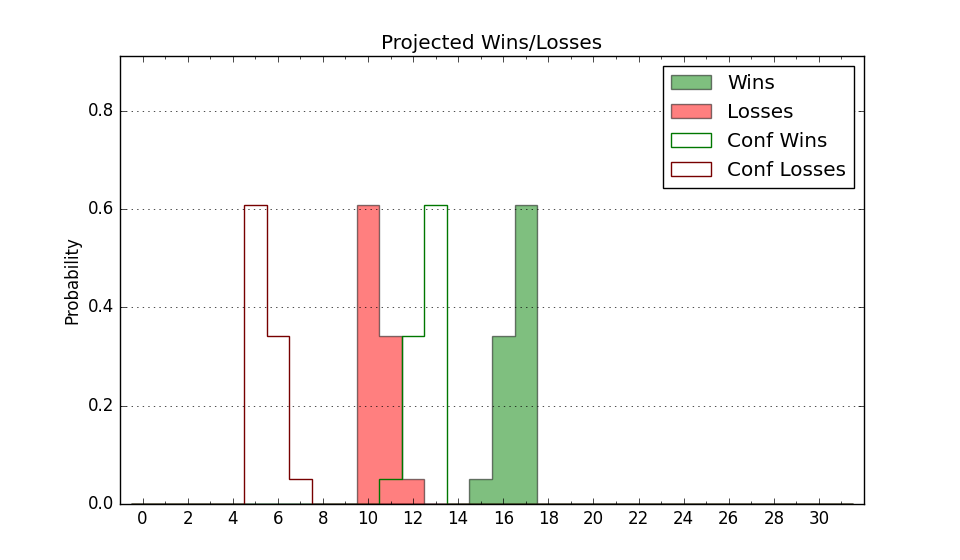 Projected Wins/Losses
Wins
Losses
Conf Wins
Conf Losses
Probability
0.8
0.6
0.4
0.2
0.0
0 2 4 6 8 10 12 14 16 18 20 22 24 26 28 30